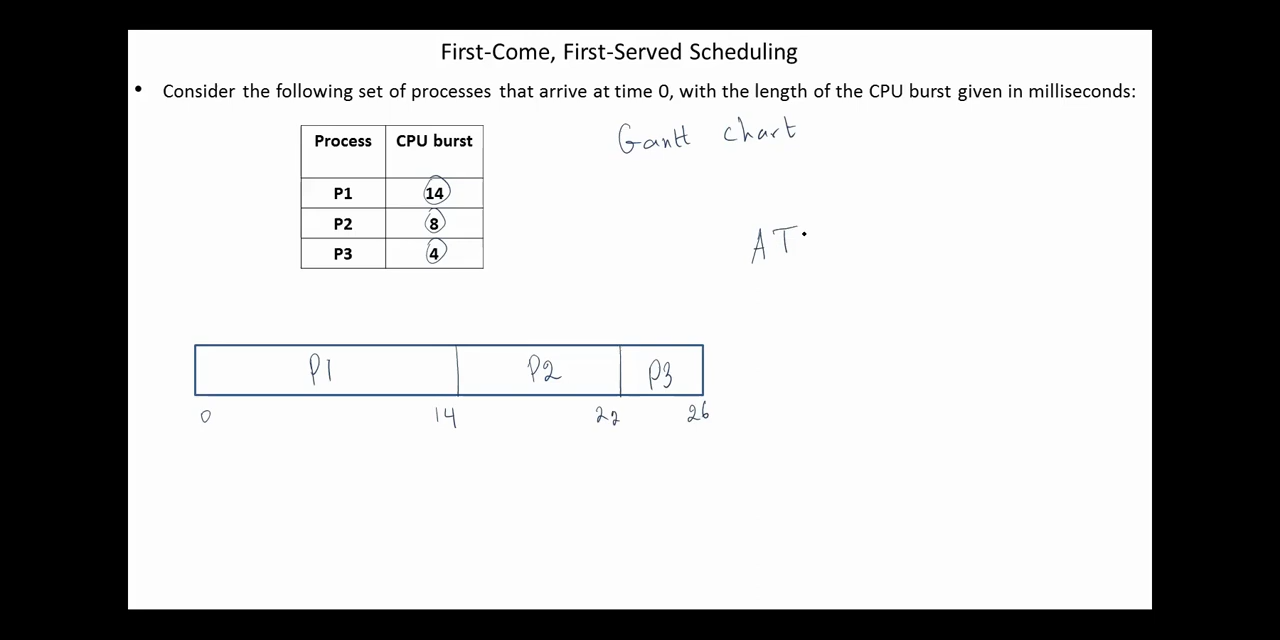 First-Come, First-Served Scheduling
• Consider the following set of processes that arrive at time 0, with the length of the CPU burst given in milliseconds:
Gantt chart
Process CPU burst
P1 14
P2 8
P3 4
AT
P1 P2 P3
0 14 22 26